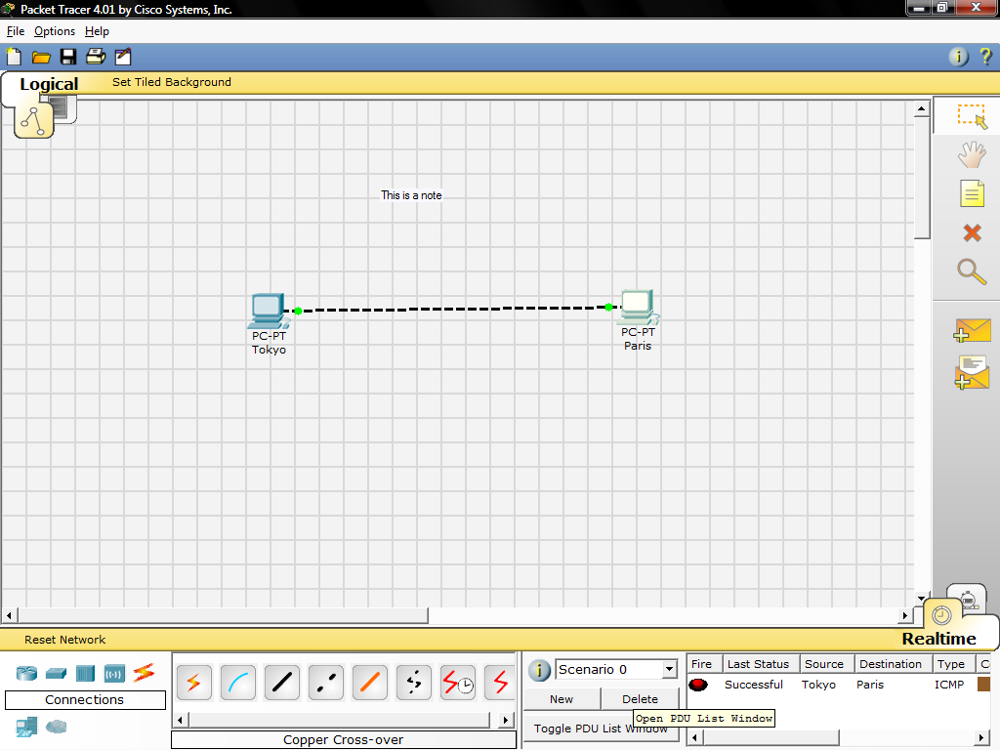 Packet Tracer 4.01 by Cisco Systems, Inc.
File Options Help
Logical
Set Tiled Background
This is a note
PC-PT
Tokyo
PC-PT
Paris
Realtime
Reset Network
Connections
Copper Cross-over
Scenario 0
New
Delete
Toggle PDU List Window
Open PDU List Window
Fire Last Status Source Destination Type C
Successful Tokyo Paris ICMP